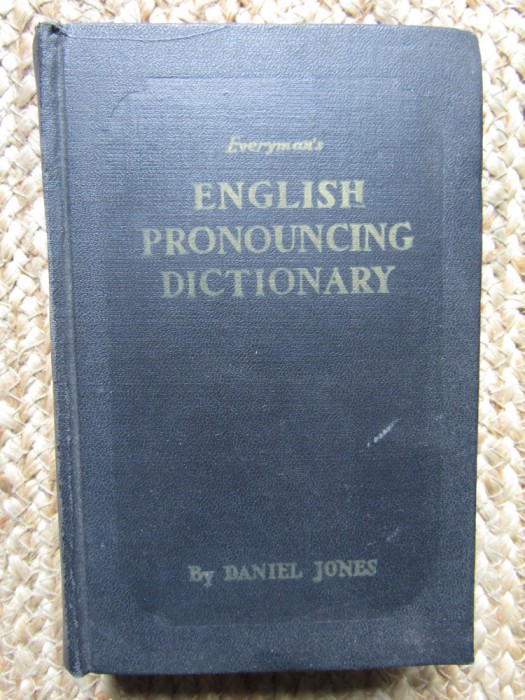 Everyman's
ENGLISH
PRONOUNCING
DICTIONARY
By DANIEL JONES